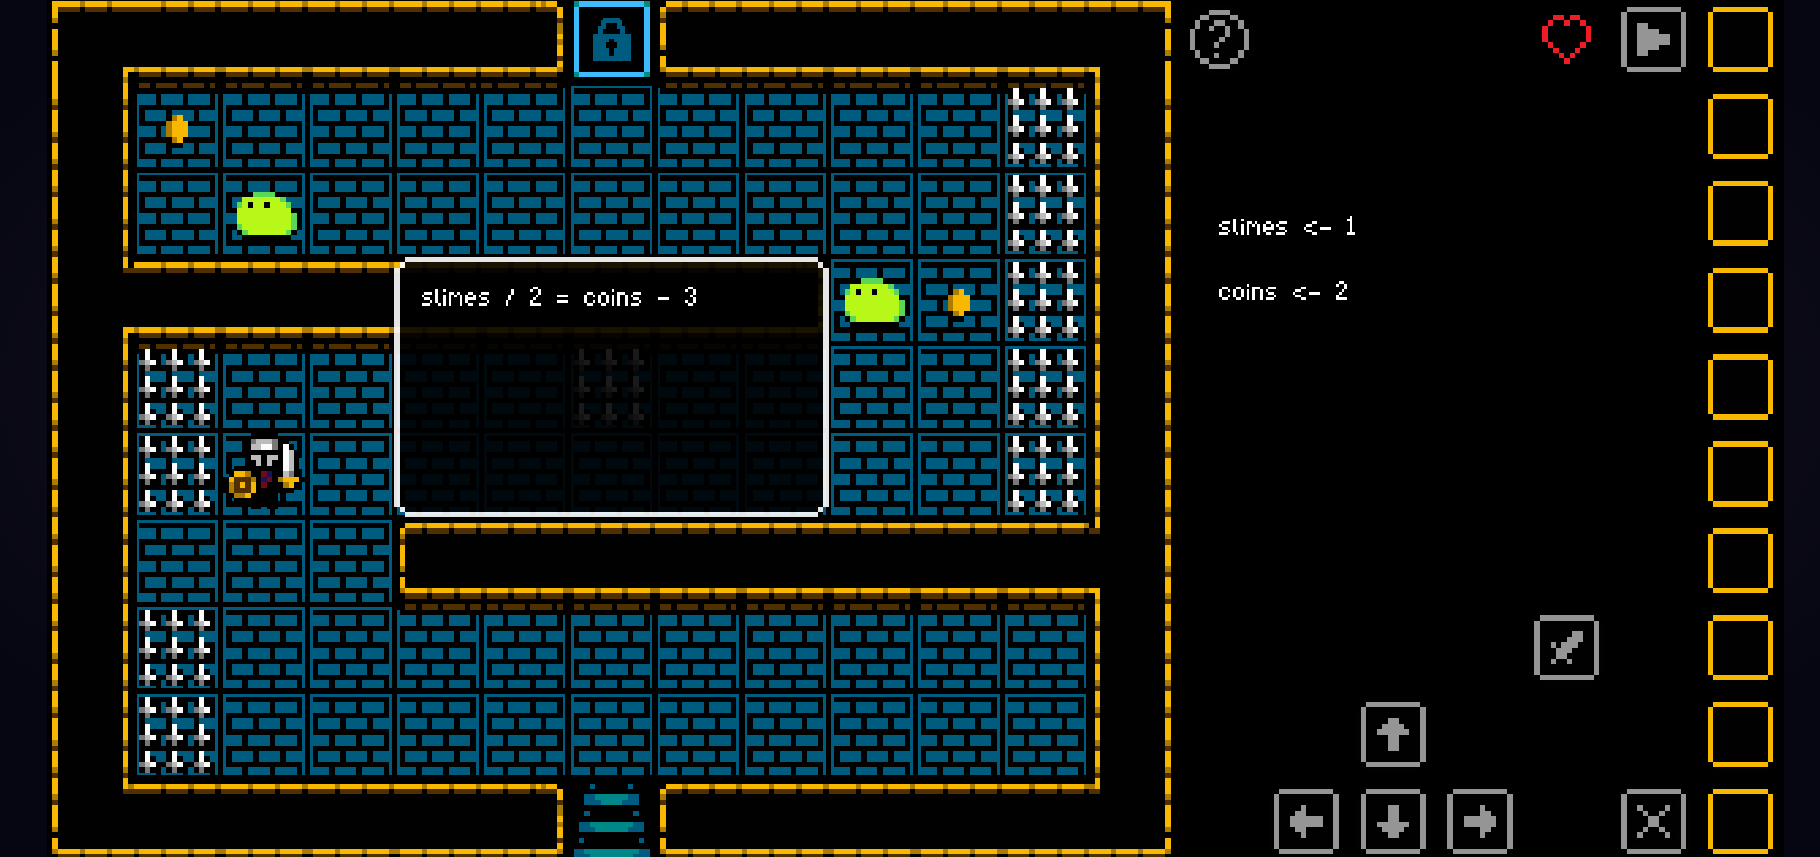 ?
slimes / 2 = coins - 3
slimes <- 1
coins <- 2